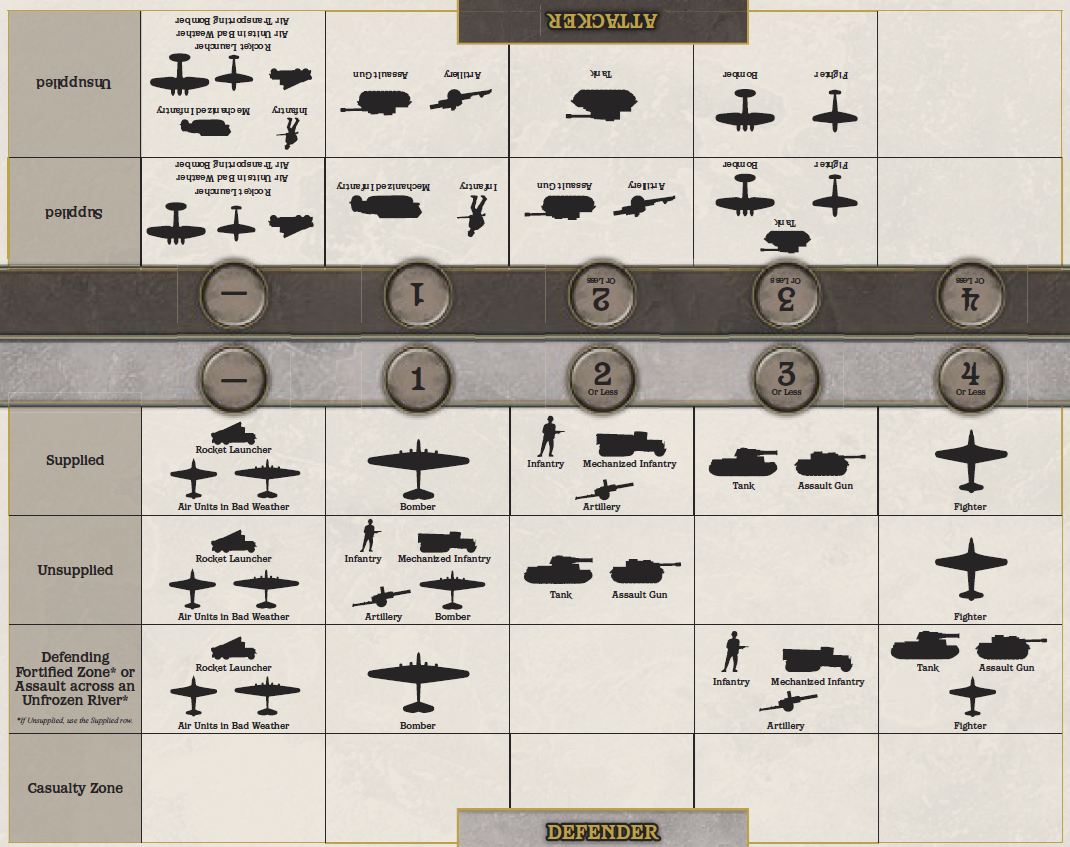 ATTACKER
Unsupplied
Air Transporting Bomber
Air Units in Bad Weather
Rocket Launcher
Mechanized Infantry
Infantry
Assault Gun
Artillery
Tank
Bomber
Fighter
Supplied
Air Transporting Bomber
Air Units in Bad Weather
Rocket Launcher
Mechanized Infantry
Infantry
Assault Gun
Artillery
Bomber
Fighter
Tank
—
1
2
Or Less
3
Or Less
4
Or Less
—
1
2
Or Less
3
Or Less
4
Or Less
Supplied
Rocket Launcher
Air Units in Bad Weather
Bomber
Infantry
Mechanized Infantry
Artillery
Tank
Assault Gun
Fighter
Unsupplied
Rocket Launcher
Air Units in Bad Weather
Infantry
Mechanized Infantry
Artillery
Bomber
Tank
Assault Gun
Fighter
Defending
Fortified Zone* or
Assault across an
Unfrozen River*
*If Unsupplied, use the Supplied row.
Rocket Launcher
Air Units in Bad Weather
Bomber
Infantry
Mechanized Infantry
Artillery
Tank
Assault Gun
Fighter
Casualty Zone
DEFENDER